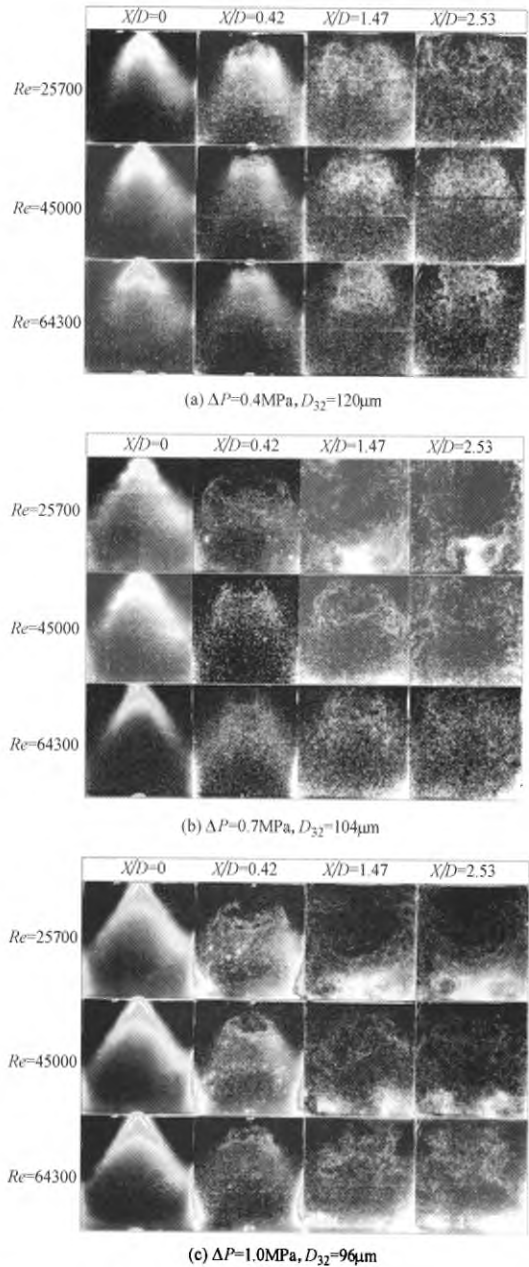 X/D=0 X/D=0.42 X/D=1.47 X/D=2.53
Re=25700
Re=45000
Re=64300
(a) ΔP=0.4MPa, D₃₂=120μm
X/D=0 X/D=0.42 X/D=1.47 X/D=2.53
Re=25700
Re=45000
Re=64300
(b) ΔP=0.7MPa, D₃₂=104μm
X/D=0 X/D=0.42 X/D=1.47 X/D=2.53
Re=25700
Re=45000
Re=64300
(c) ΔP=1.0MPa, D₃₂=96μm